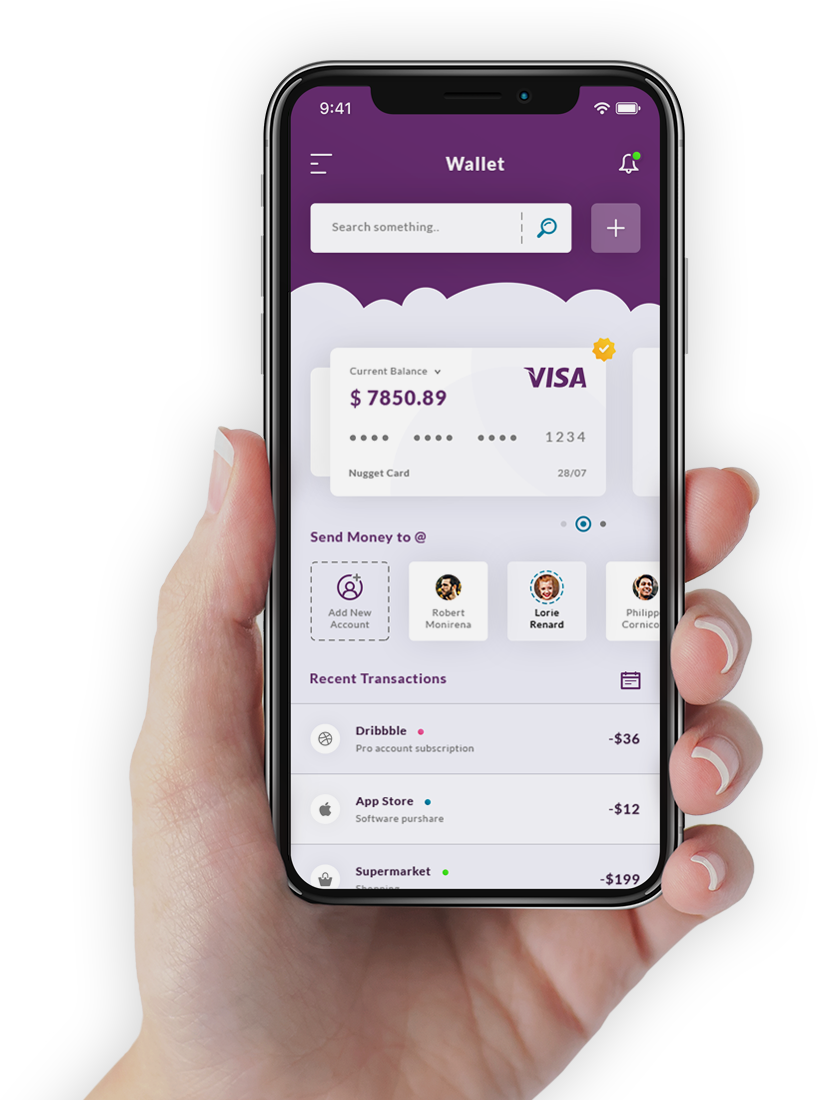 9:41
Wallet
Search something..
Current Balance
VISA
$ 7850.89
1234
Nugget Card
28/07
Send Money to @
Add New
Account
Robert
Monirena
Lorie
Renard
Philipp
Cornico
Recent Transactions
Dribbble
Pro account subscription
-$36
App Store
Software purshare
-$12
Supermarket
Shopping
-$199